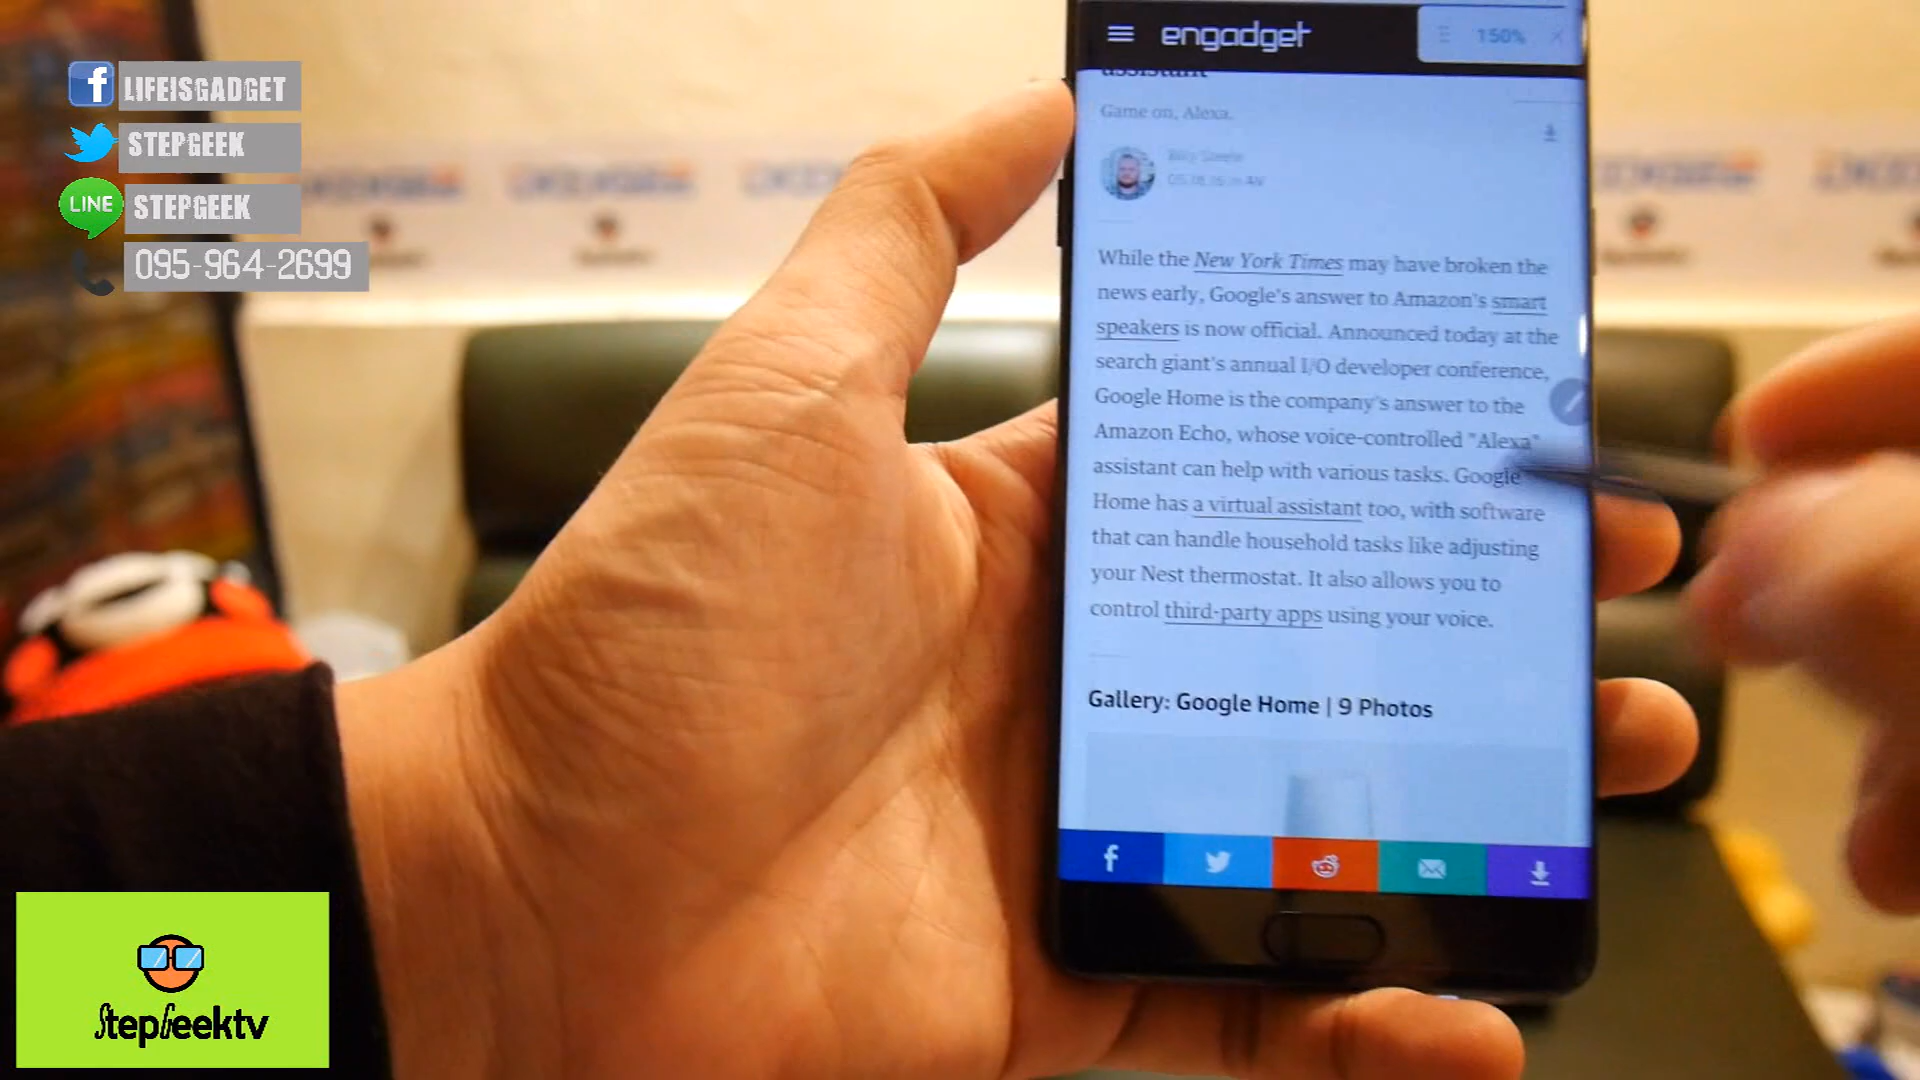 LIFEISGADGET
STEPGEEK
LINE
STEPGEEK
095-964-2699
engadget
150%
assistant
Game on, Alexa.
Billy Steele
While the New York Times may have broken the
news early, Google's answer to Amazon's smart
speakers is now official. Announced today at the
search giant's annual I/O developer conference,
Google Home is the company's answer to the
Amazon Echo, whose voice-controlled "Alexa"
assistant can help with various tasks. Google
Home has a virtual assistant too, with software
that can handle household tasks like adjusting
your Nest thermostat. It also allows you to
control third-party apps using your voice.
Gallery: Google Home | 9 Photos
StepGeektv